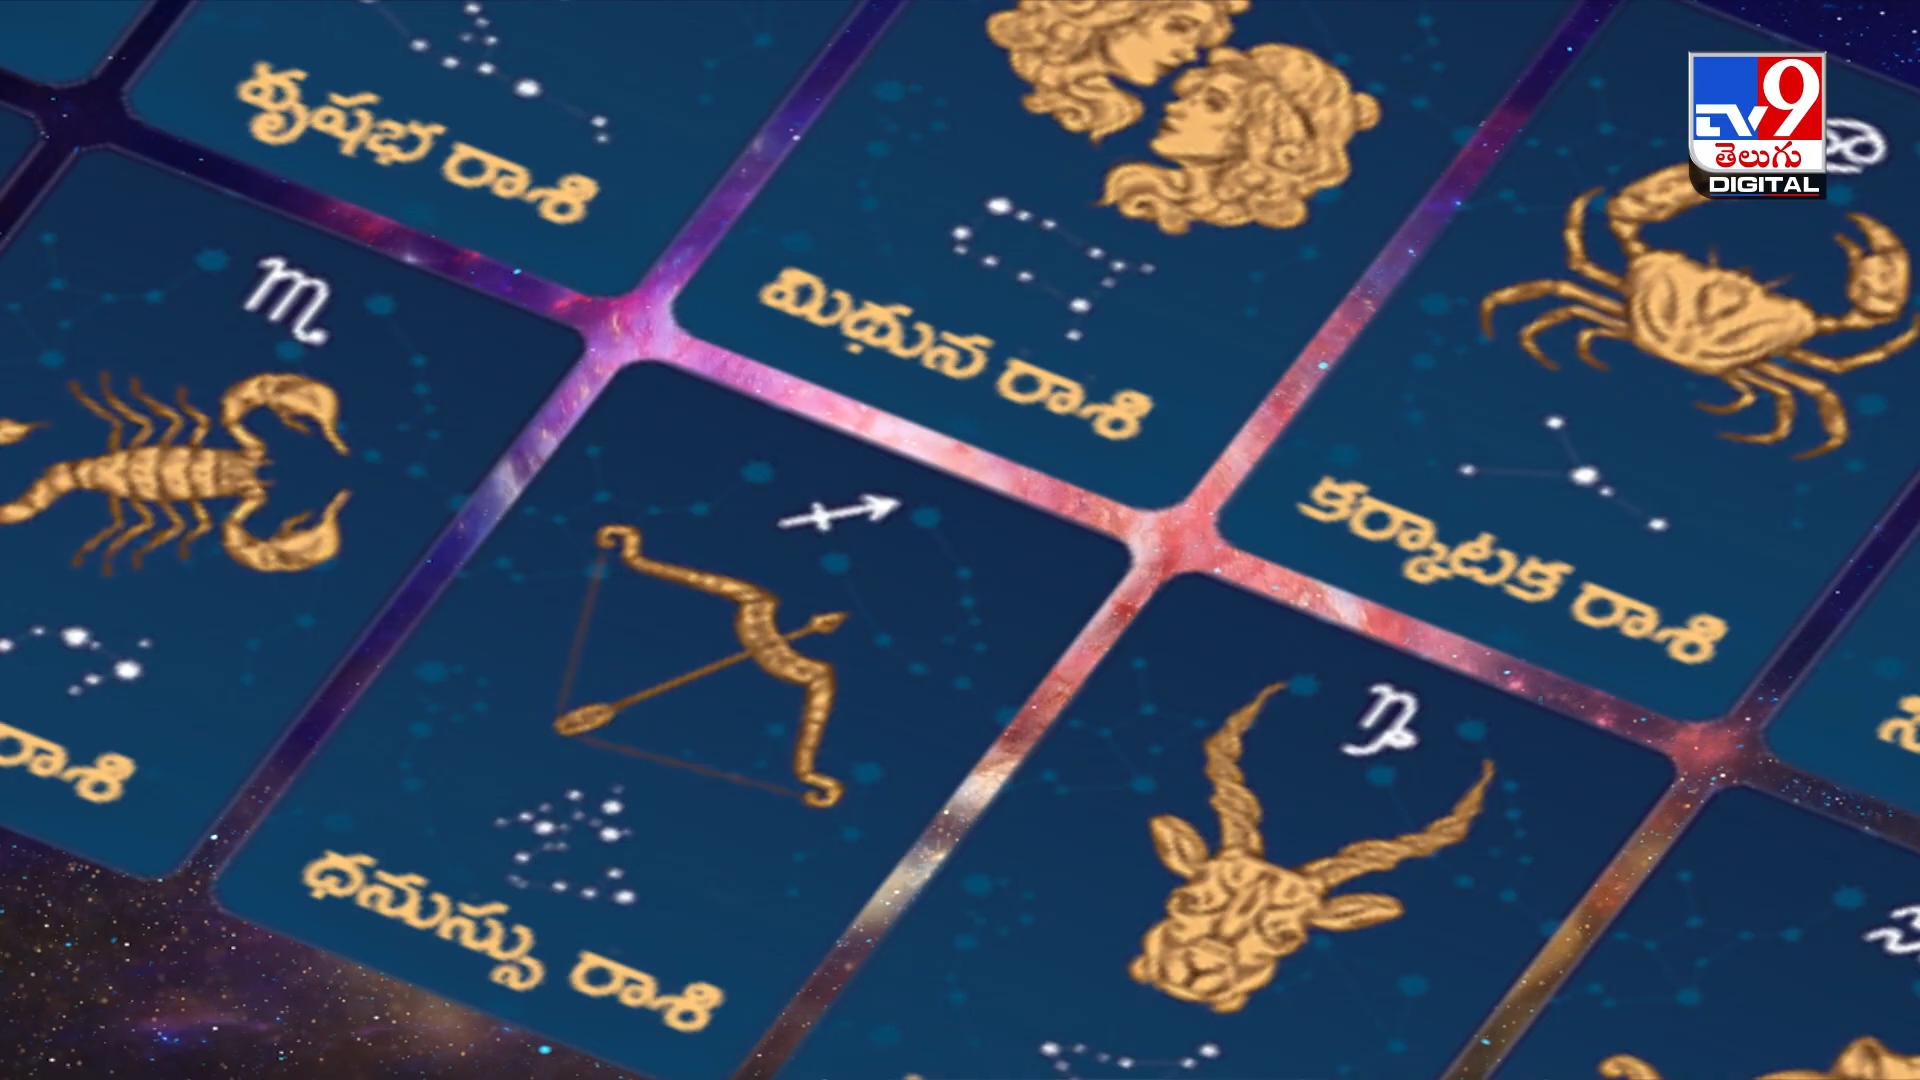 వృషభ రాశి
మిథున రాశి
కర్కాటక రాశి
రాశి
ధనుస్సు రాశి
TV9
తెలుగు
DIGITAL